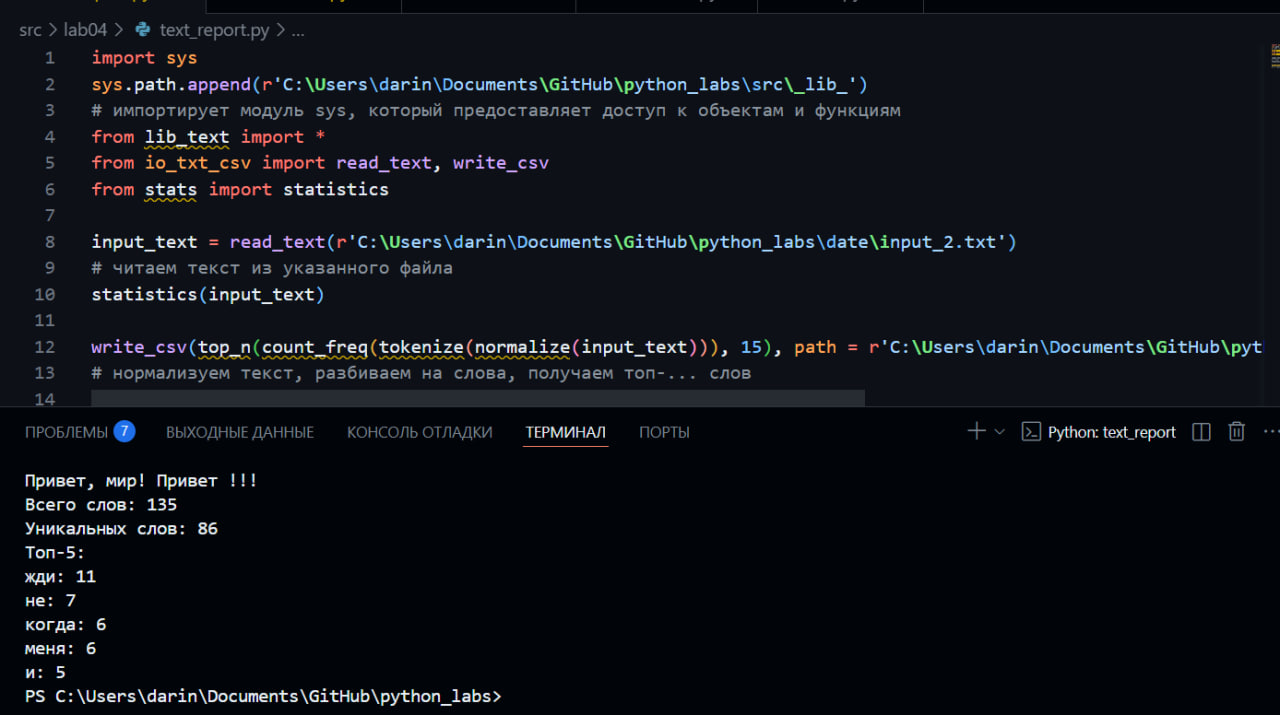 src > lab04 > text_report.py > ...
1 import sys
2 sys.path.append(r'C:\Users\darin\Documents\GitHub\python_labs\src\_lib_')
3 # импортирует модуль sys, который предоставляет доступ к объектам и функциям
4 from lib_text import *
5 from io_txt_csv import read_text, write_csv
6 from stats import statistics
7
8 input_text = read_text(r'C:\Users\darin\Documents\GitHub\python_labs\date\input_2.txt')
9 # читаем текст из указанного файла
10 statistics(input_text)
11
12 write_csv(top_n(count_freq(tokenize(normalize(input_text))), 15), path = r'C:\Users\darin\Documents\GitHub\pyt
13 # нормализуем текст, разбиваем на слова, получаем топ-... слов
14
ПРОБЛЕМЫ 7 ВЫХОДНЫЕ ДАННЫЕ КОНСОЛЬ ОТЛАДКИ ТЕРМИНАЛ ПОРТЫ Python: text_report ...
Привет, мир! Привет !!!
Всего слов: 135
Уникальных слов: 86
Топ-5:
жди: 11
не: 7
когда: 6
меня: 6
и: 5
PS C:\Users\darin\Documents\GitHub\python_labs>